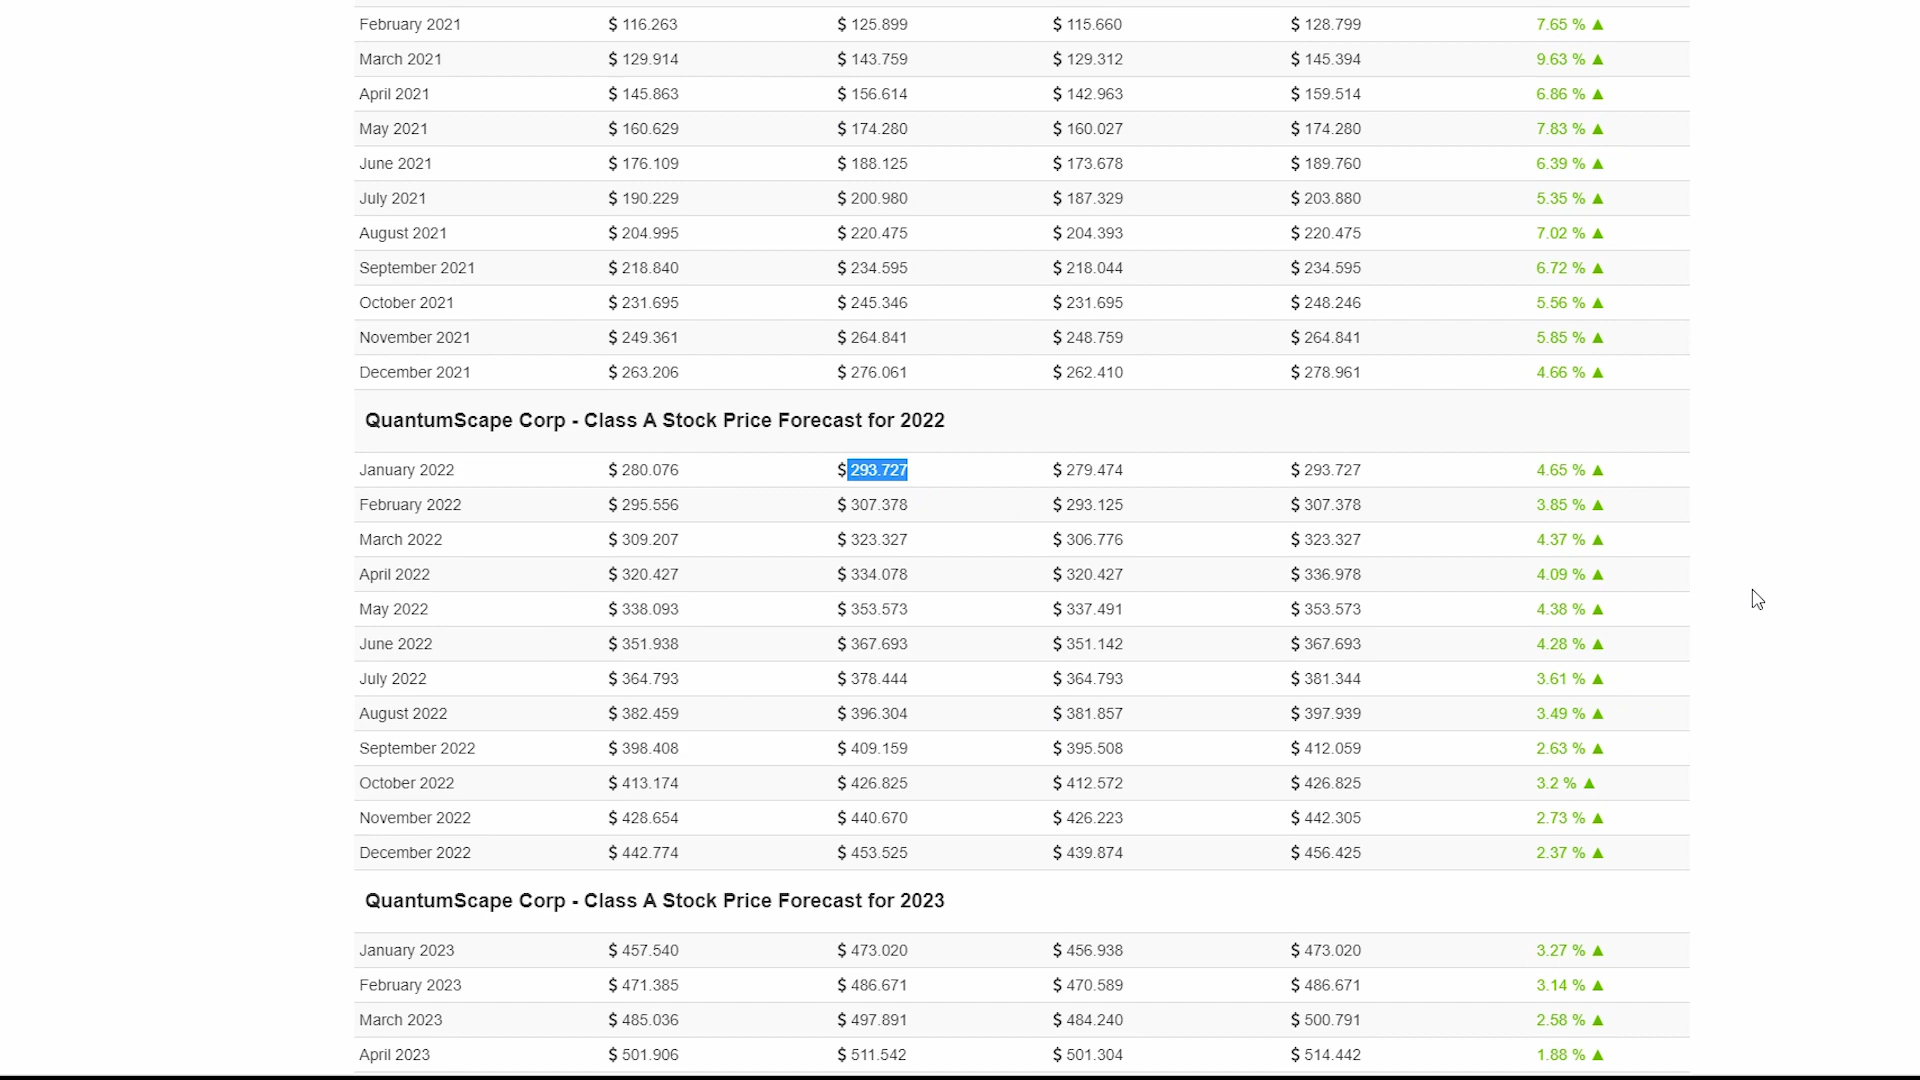 February 2021 $ 116.263 $ 125.899 $ 115.660 $ 128.799 7.65 % ▲
March 2021 $ 129.914 $ 143.759 $ 129.312 $ 145.394 9.63 % ▲
April 2021 $ 145.863 $ 156.614 $ 142.963 $ 159.514 6.86 % ▲
May 2021 $ 160.629 $ 174.280 $ 160.027 $ 174.280 7.83 % ▲
June 2021 $ 176.109 $ 188.125 $ 173.678 $ 189.760 6.39 % ▲
July 2021 $ 190.229 $ 200.980 $ 187.329 $ 203.880 5.35 % ▲
August 2021 $ 204.995 $ 220.475 $ 204.393 $ 220.475 7.02 % ▲
September 2021 $ 218.840 $ 234.595 $ 218.044 $ 234.595 6.72 % ▲
October 2021 $ 231.695 $ 245.346 $ 231.695 $ 248.246 5.56 % ▲
November 2021 $ 249.361 $ 264.841 $ 248.759 $ 264.841 5.85 % ▲
December 2021 $ 263.206 $ 276.061 $ 262.410 $ 278.961 4.66 % ▲
QuantumScape Corp - Class A Stock Price Forecast for 2022
January 2022 $ 280.076 $ 293.727 $ 279.474 $ 293.727 4.65 % ▲
February 2022 $ 295.556 $ 307.378 $ 293.125 $ 307.378 3.85 % ▲
March 2022 $ 309.207 $ 323.327 $ 306.776 $ 323.327 4.37 % ▲
April 2022 $ 320.427 $ 334.078 $ 320.427 $ 336.978 4.09 % ▲
May 2022 $ 338.093 $ 353.573 $ 337.491 $ 353.573 4.38 % ▲
June 2022 $ 351.938 $ 367.693 $ 351.142 $ 367.693 4.28 % ▲
July 2022 $ 364.793 $ 378.444 $ 364.793 $ 381.344 3.61 % ▲
August 2022 $ 382.459 $ 396.304 $ 381.857 $ 397.939 3.49 % ▲
September 2022 $ 398.408 $ 409.159 $ 395.508 $ 412.059 2.63 % ▲
October 2022 $ 413.174 $ 426.825 $ 412.572 $ 426.825 3.2 % ▲
November 2022 $ 428.654 $ 440.670 $ 426.223 $ 442.305 2.73 % ▲
December 2022 $ 442.774 $ 453.525 $ 439.874 $ 456.425 2.37 % ▲
QuantumScape Corp - Class A Stock Price Forecast for 2023
January 2023 $ 457.540 $ 473.020 $ 456.938 $ 473.020 3.27 % ▲
February 2023 $ 471.385 $ 486.671 $ 470.589 $ 486.671 3.14 % ▲
March 2023 $ 485.036 $ 497.891 $ 484.240 $ 500.791 2.58 % ▲
April 2023 $ 501.906 $ 511.542 $ 501.304 $ 514.442 1.88 % ▲